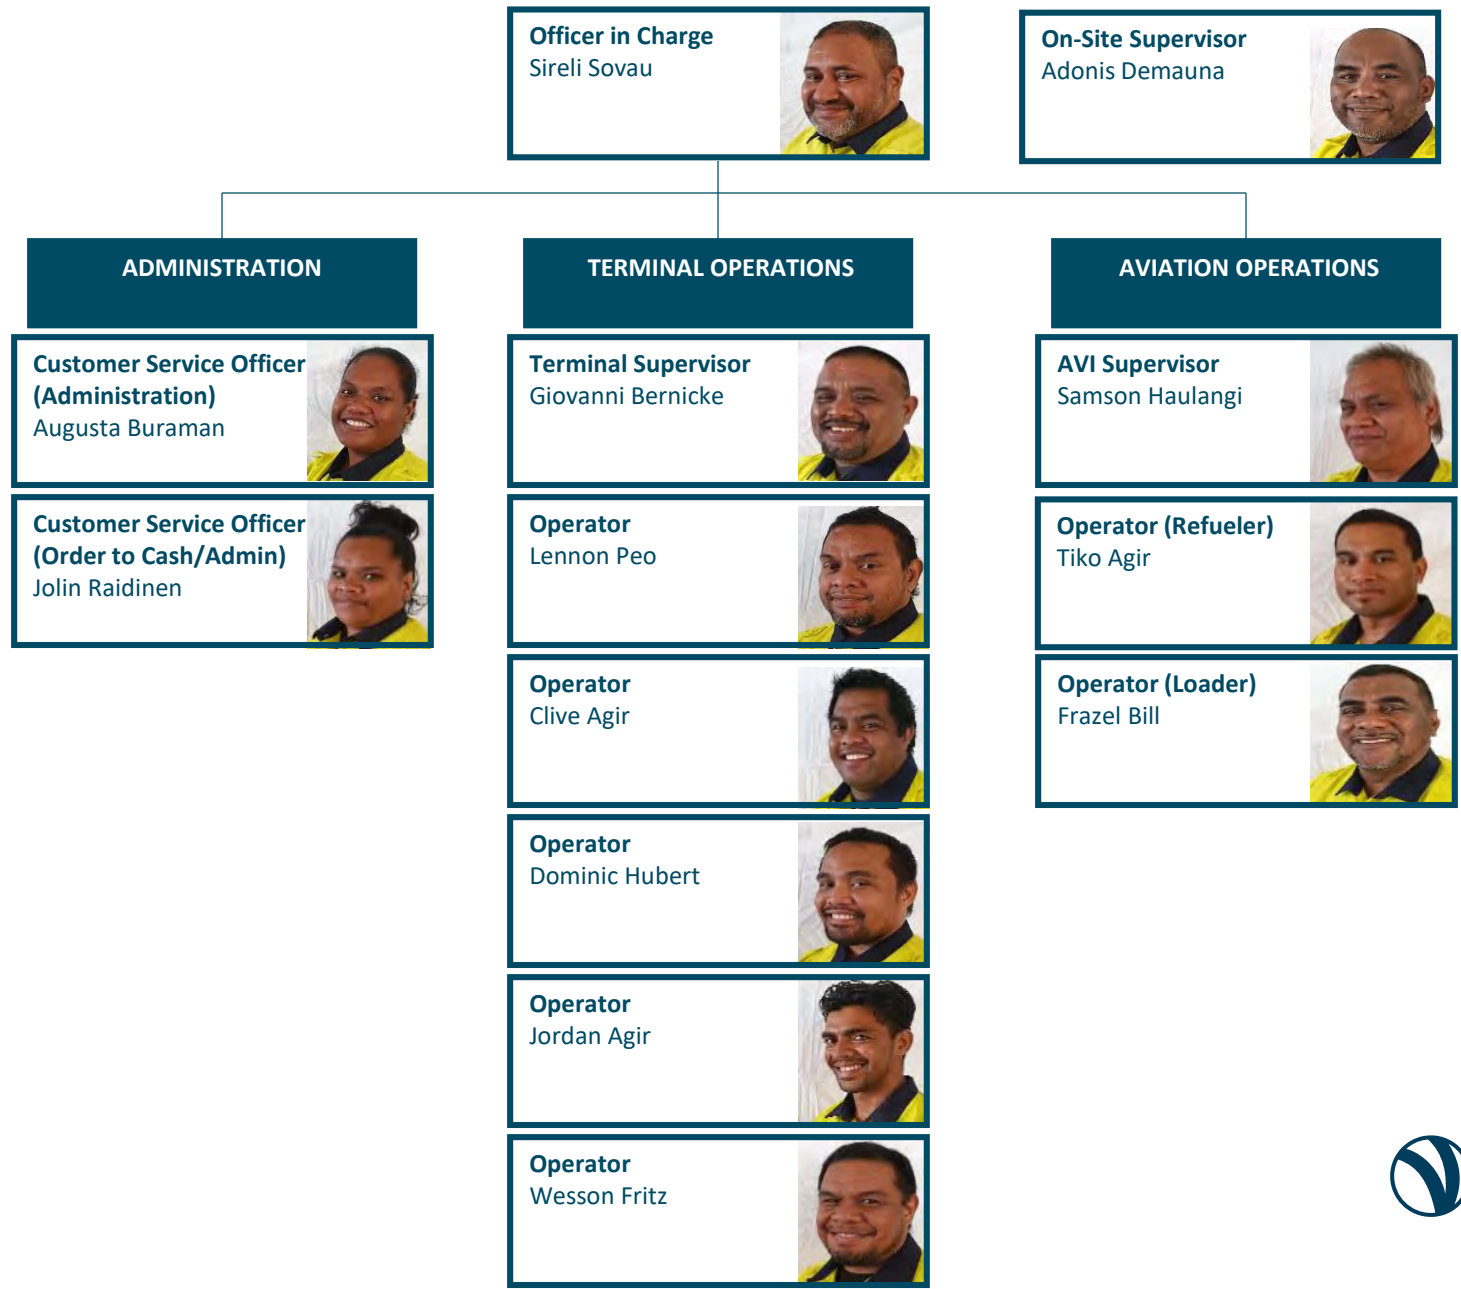 Officer in Charge
Sireli Sovau
On-Site Supervisor
Adonis Demauna
ADMINISTRATION
Customer Service Officer
(Administration)
Augusta Buraman
Customer Service Officer
(Order to Cash/Admin)
Jolin Raidinen
TERMINAL OPERATIONS
Terminal Supervisor
Giovanni Bernicke
Operator
Lennon Peo
Operator
Clive Agir
Operator
Dominic Hubert
Operator
Jordan Agir
Operator
Wesson Fritz
AVIATION OPERATIONS
AVI Supervisor
Samson Haulangi
Operator (Refueler)
Tiko Agir
Operator (Loader)
Frazel Bill